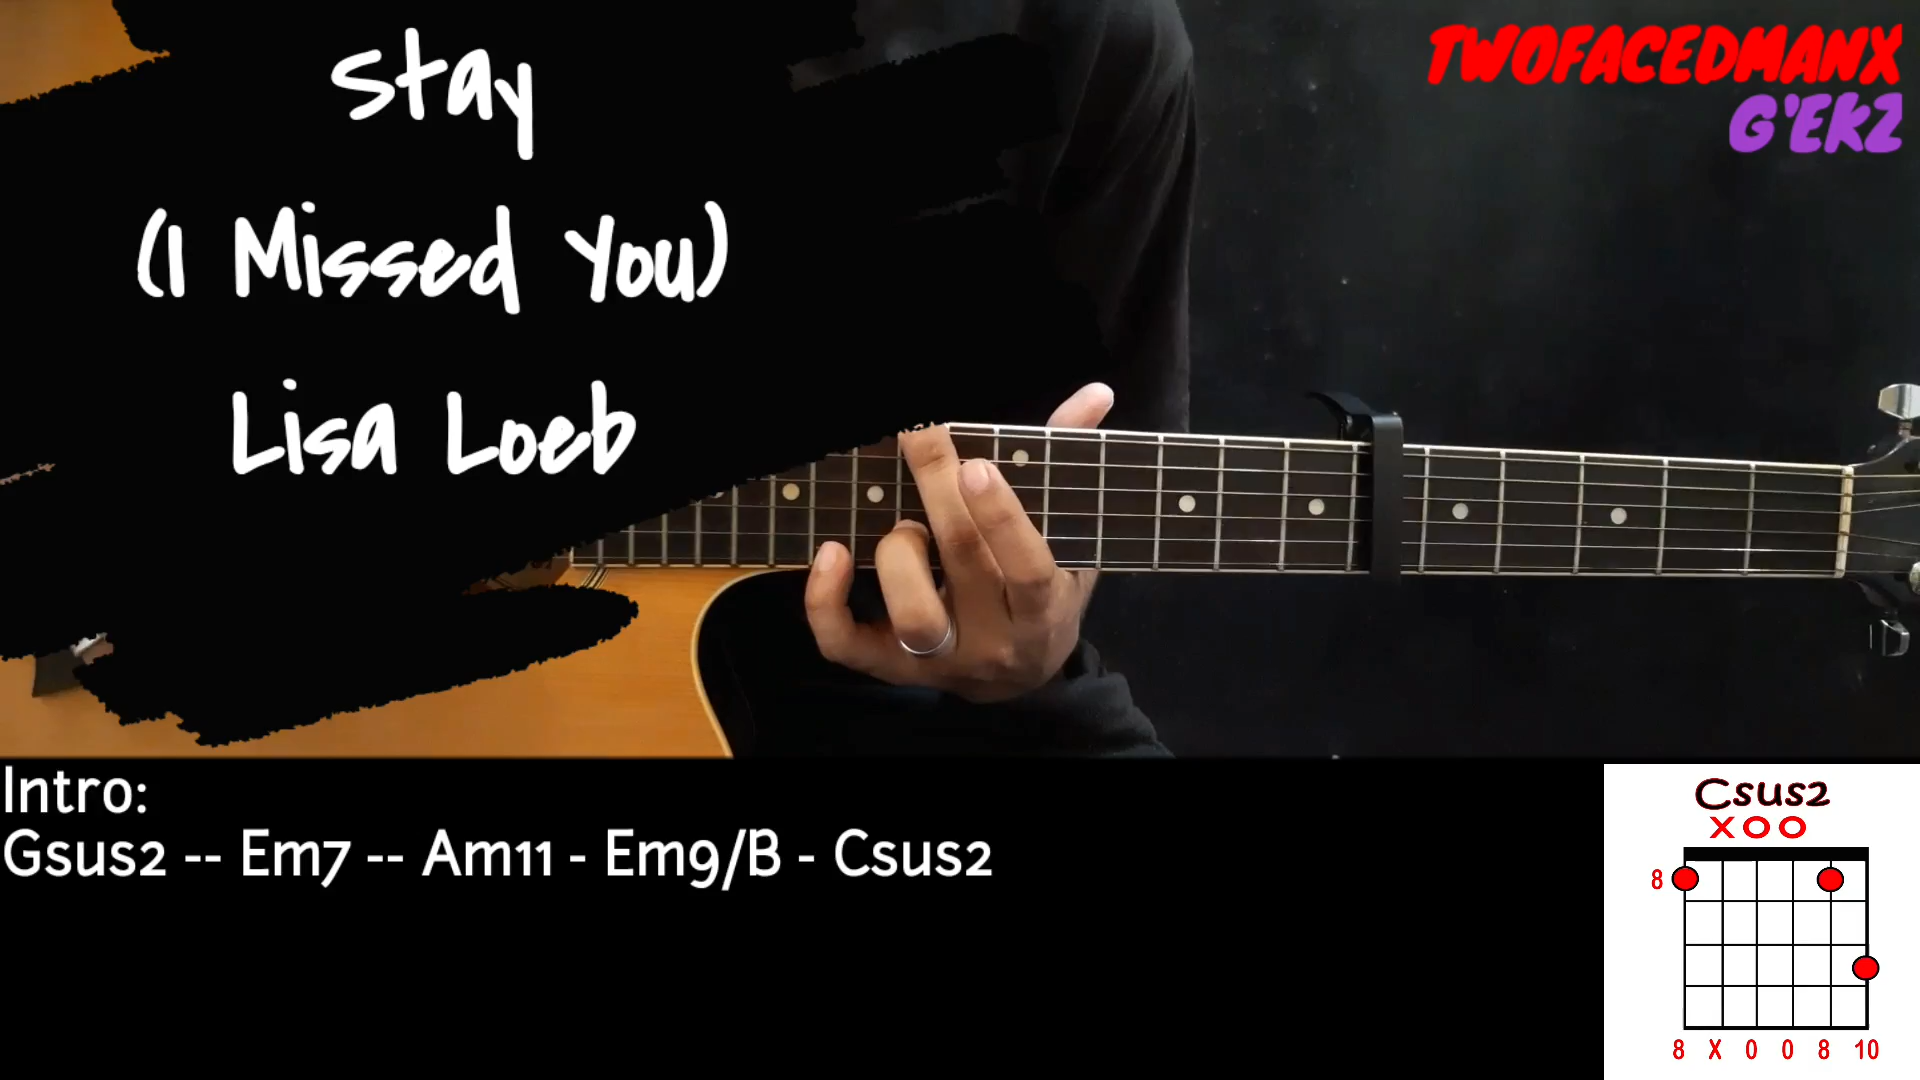 Stay
(I Missed You)
Lisa Loeb
TWOFACEDMANX
G'EKZ
Intro:
Gsus2 -- Em7 -- Am11 - Em9/B - Csus2
Csus2
X O O
8
8 X 0 0 8 10